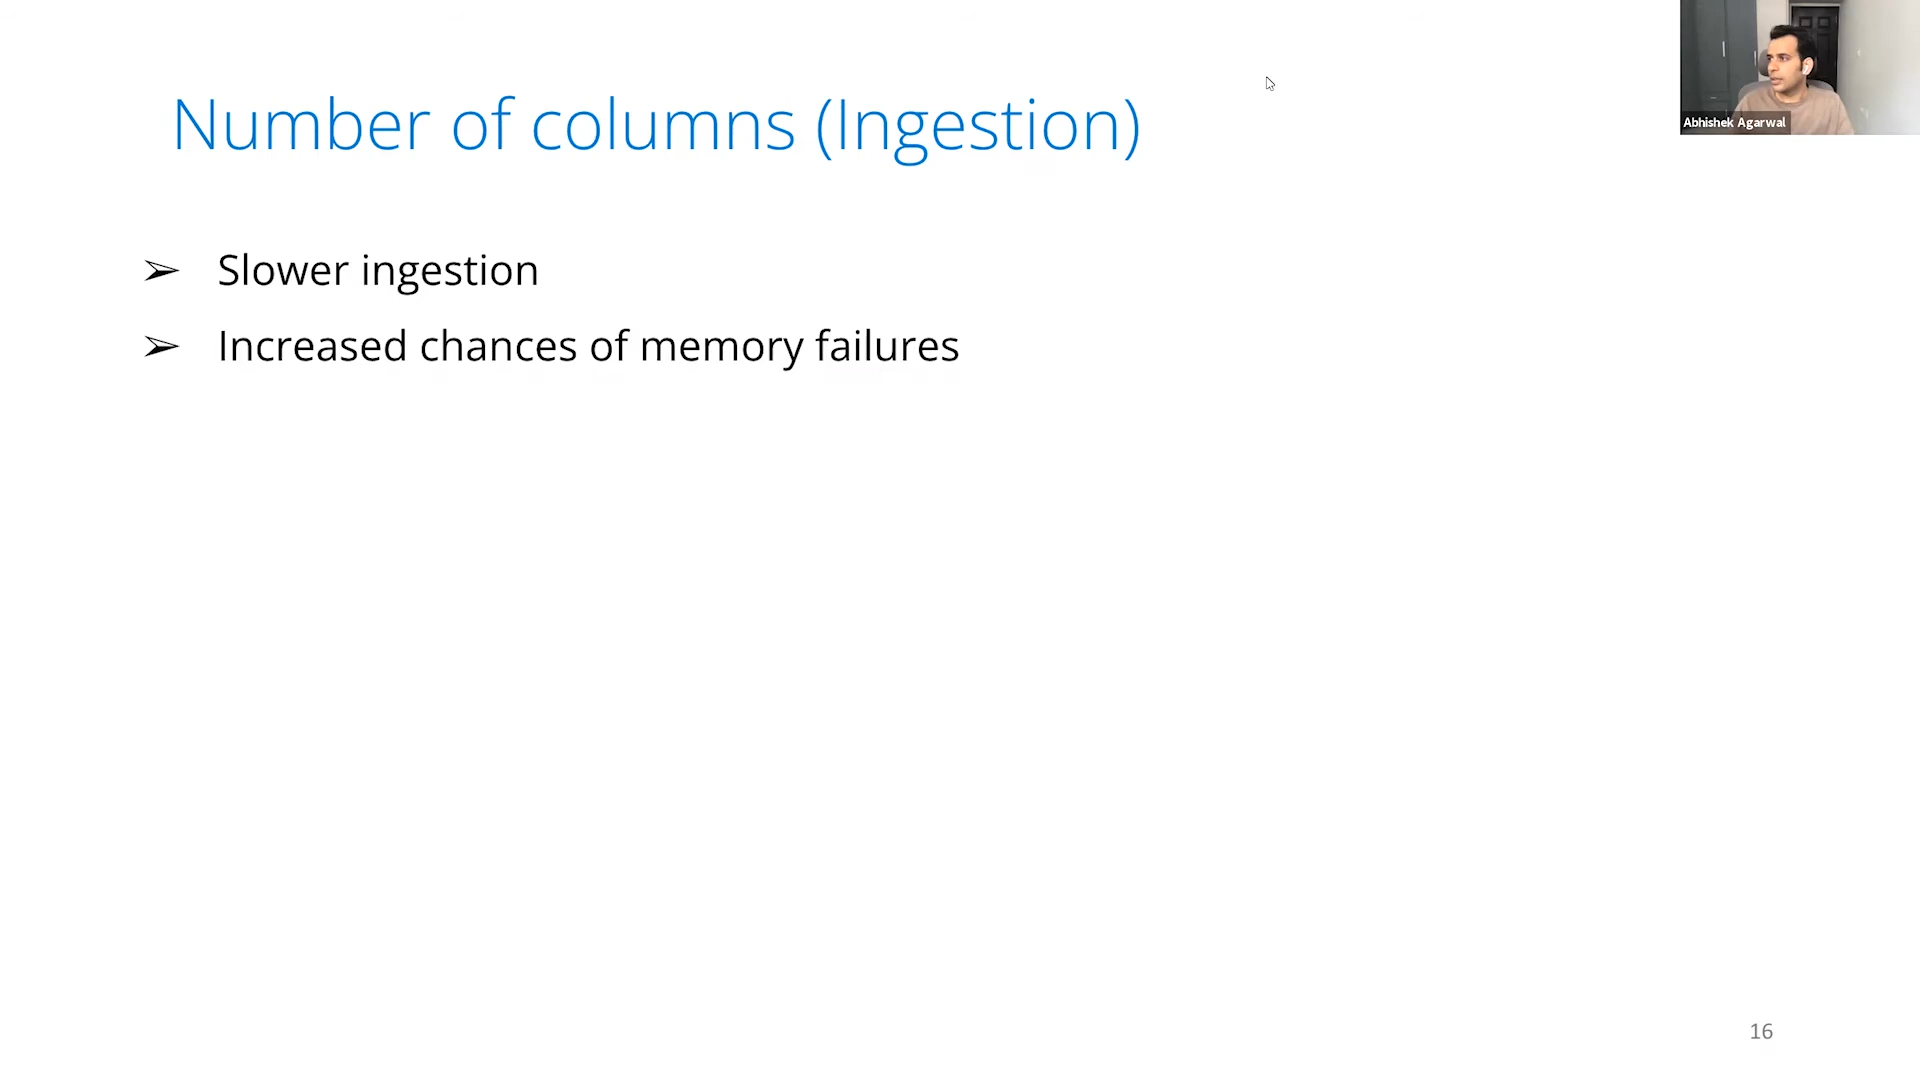 Number of columns (Ingestion)
Abhishek Agarwal
➢ Slower ingestion
➢ Increased chances of memory failures
16